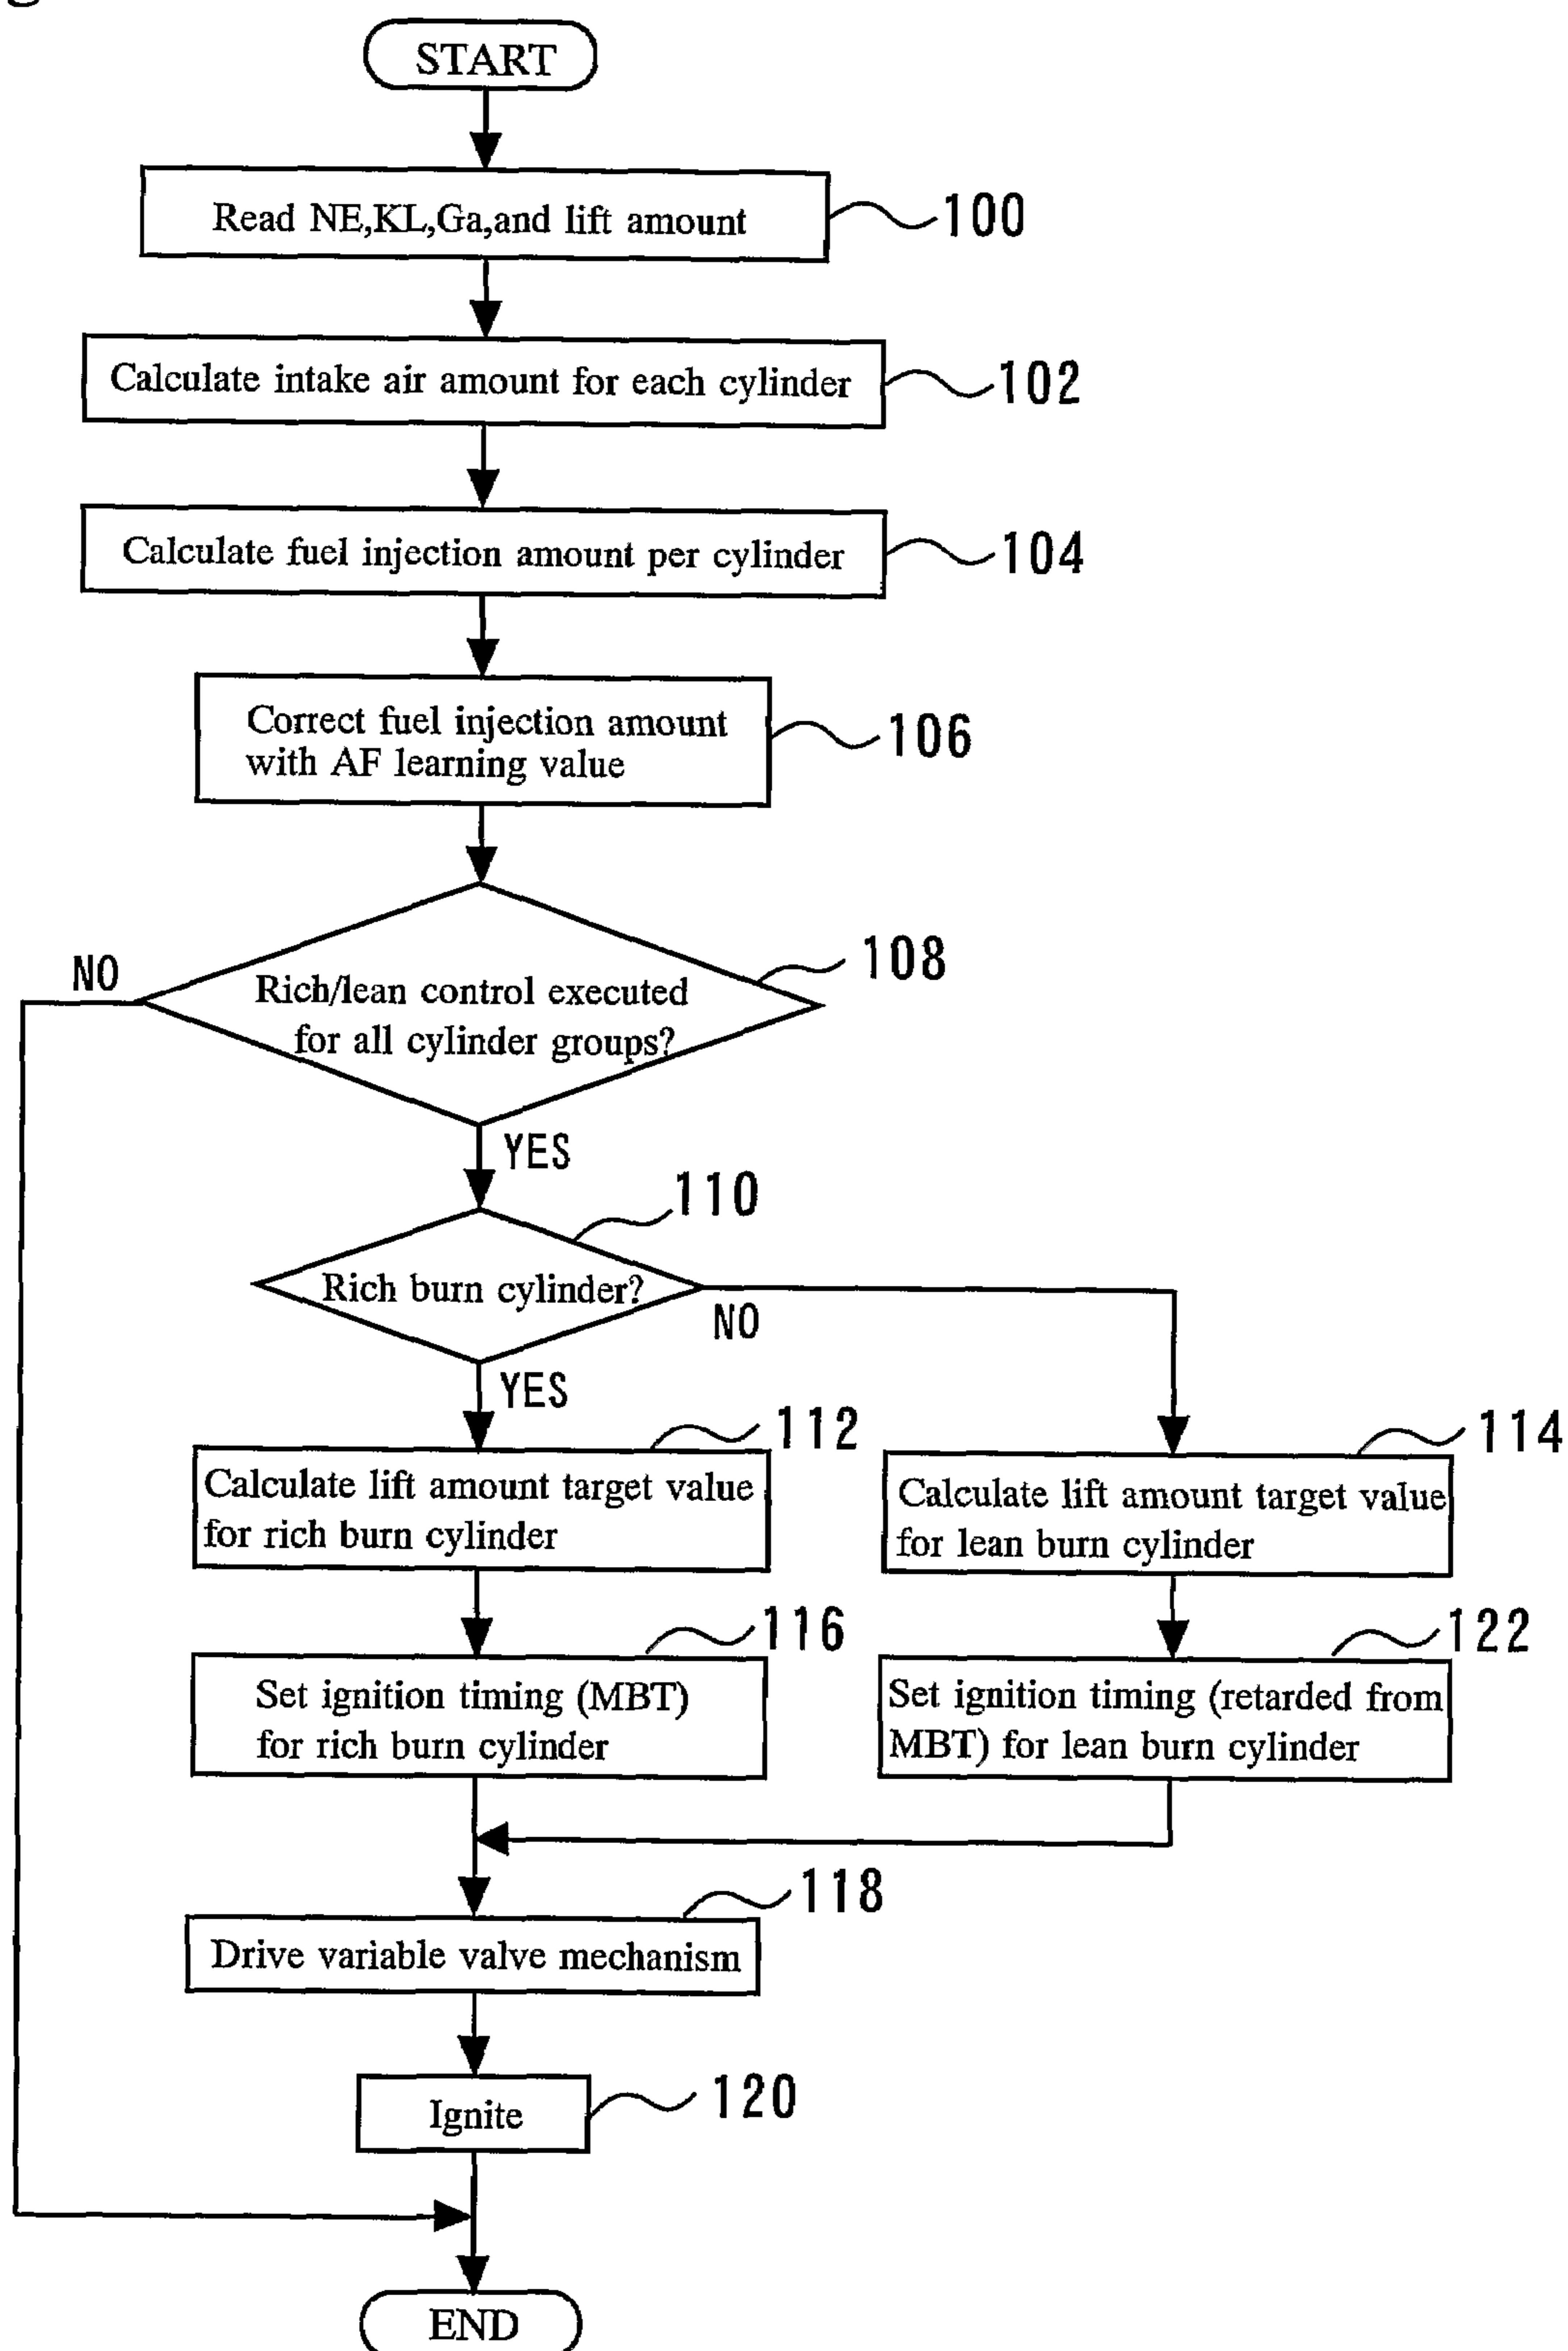 START
Read NE,KL,Ga,and lift amount
100
Calculate intake air amount for each cylinder
102
Calculate fuel injection amount per cylinder
104
Correct fuel injection amount
with AF learning value
106
NO
108
Rich/lean control executed
for all cylinder groups?
YES
110
Rich burn cylinder?
NO
YES
112
114
Calculate lift amount target value
for rich burn cylinder
Calculate lift amount target value
for lean burn cylinder
116
122
Set ignition timing (MBT)
for rich burn cylinder
Set ignition timing (retarded from
MBT) for lean burn cylinder
118
Drive variable valve mechanism
120
Ignite
END